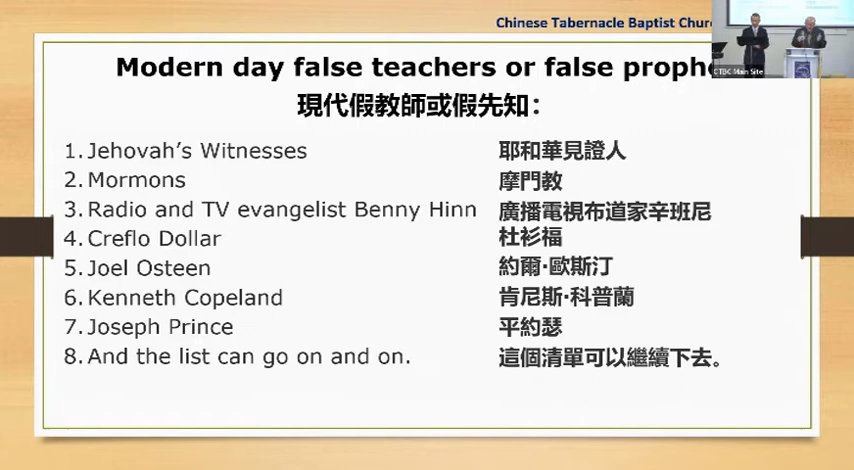 Chinese Tabernacle Baptist
CTBC Main Site
Modern day false teachers or false
現代假教師或假先知：
1. Jehovah's Witnesses 耶和華見證人
2. Mormons 摩門教
3. Radio and TV evangelist Benny Hinn 廣播電視布道家辛班尼
4. Creflo Dollar 杜衫福
5. Joel Osteen 約爾·歐斯汀
6. Kenneth Copeland 肯尼斯·科普蘭
7. Joseph Prince 平約瑟
8. And the list can go on and on. 這個清單可以繼續下去。